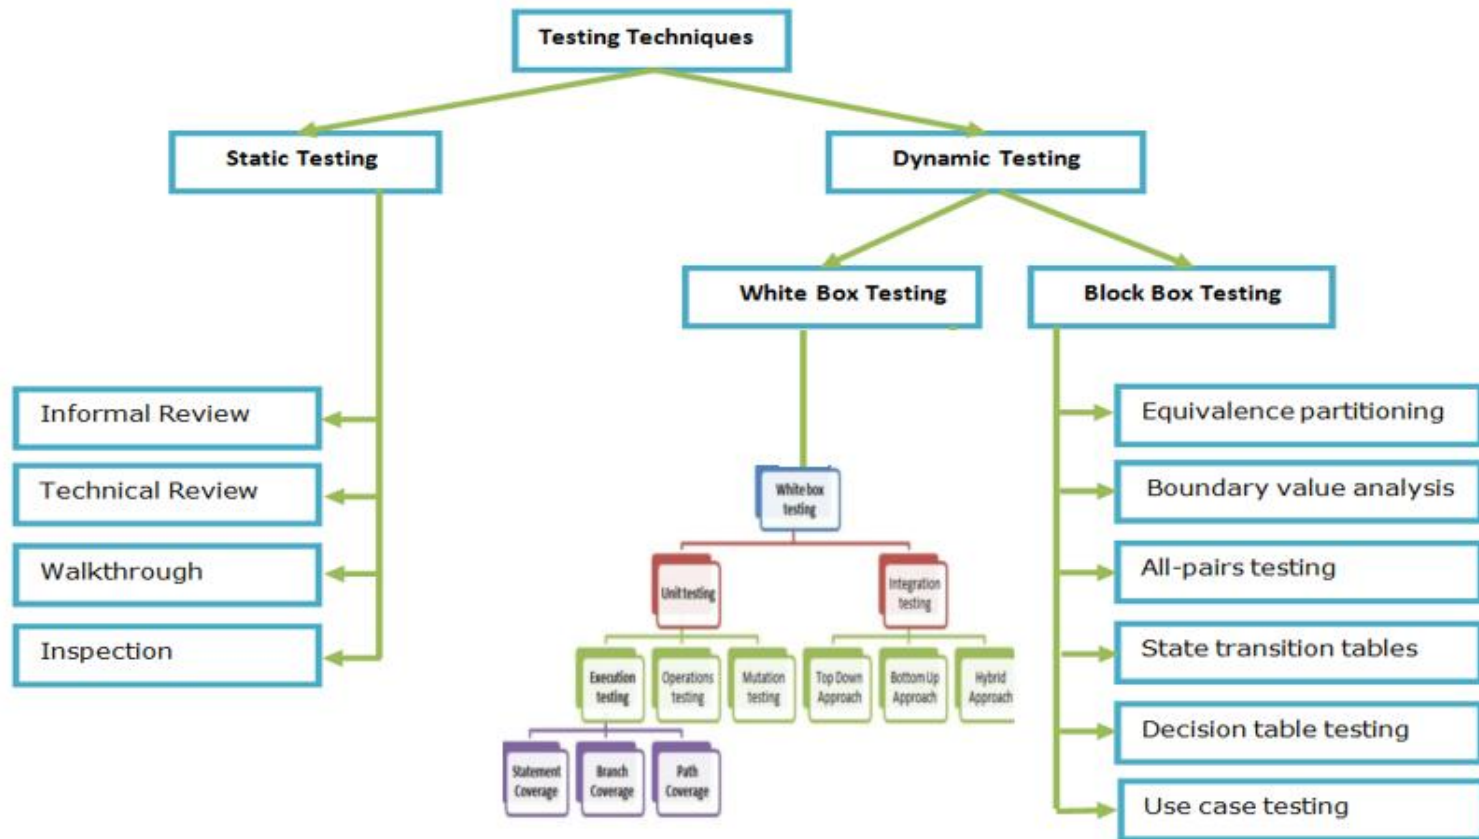 Testing Techniques
Static Testing
Dynamic Testing
White Box Testing
Block Box Testing
Informal Review
Technical Review
Walkthrough
Inspection
White box
testing
Unit testing
Integration
testing
Execution
testing
Operations
testing
Mutation
testing
Top Down
Approach
Bottom Up
Approach
Hybrid
Approach
Statement
Coverage
Branch
Coverage
Path
Coverage
Equivalence partitioning
Boundary value analysis
All-pairs testing
State transition tables
Decision table testing
Use case testing